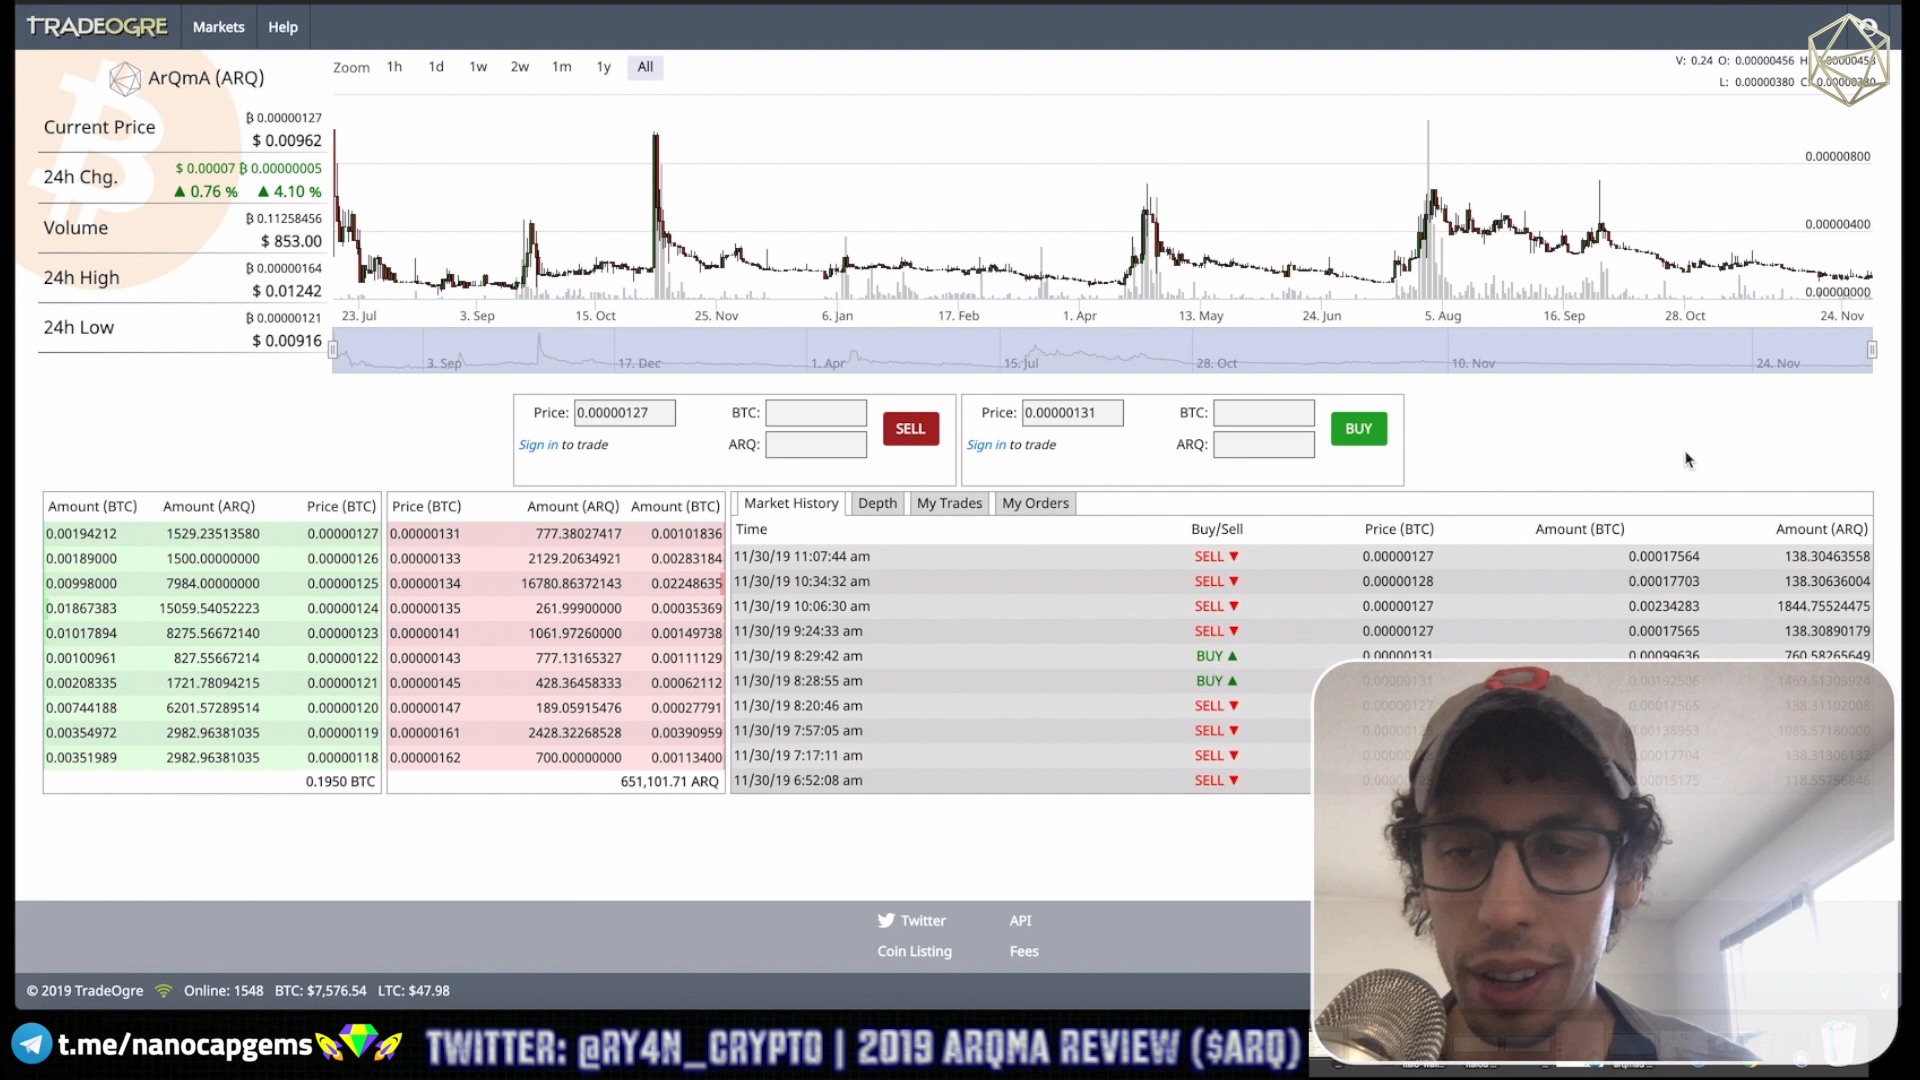 TRADEOGRE Markets Help
ArQmA (ARQ)
Zoom 1h 1d 1w 2w 1m 1y All
V: 0.24 O: 0.00000456 H:
L: 0.00000380 C:
Current Price ₿ 0.00000127
$ 0.00962
24h Chg. $ 0.00007 ₿ 0.00000005
▲ 0.76 % ▲ 4.10 %
Volume ₿ 0.11258456
$ 853.00
24h High ₿ 0.00000164
$ 0.01242
24h Low ₿ 0.00000121
$ 0.00916
0.00000800
0.00000400
0.00000000
23. Jul 3. Sep 15. Oct 25. Nov 6. Jan 17. Feb 1. Apr 13. May 24. Jun 5. Aug 16. Sep 28. Oct 24. Nov
3. Sep 17. Dec 1. Apr 15. Jul 28. Oct 10. Nov 24. Nov
Price: 0.00000127 BTC: SELL
Sign in to trade ARQ:
Price: 0.00000131 BTC: BUY
Sign in to trade ARQ:
Amount (BTC) Amount (ARQ) Price (BTC)
0.00194212 1529.23513580 0.00000127
0.00189000 1500.00000000 0.00000126
0.00998000 7984.00000000 0.00000125
0.01867383 15059.54052223 0.00000124
0.01017894 8275.56672140 0.00000123
0.00100961 827.55667214 0.00000122
0.00208335 1721.78094215 0.00000121
0.00744188 6201.57289514 0.00000120
0.00354972 2982.96381035 0.00000119
0.00351989 2982.96381035 0.00000118
0.1950 BTC
Price (BTC) Amount (ARQ) Amount (BTC)
0.00000131 777.38027417 0.00101836
0.00000133 2129.20634921 0.00283184
0.00000134 16780.86372143 0.02248635
0.00000135 261.99900000 0.00035369
0.00000141 1061.97260000 0.00149738
0.00000143 777.13165327 0.00111129
0.00000145 428.36458333 0.00062112
0.00000147 189.05915476 0.00027791
0.00000161 2428.32268528 0.00390959
0.00000162 700.00000000 0.00113400
651,101.71 ARQ
Market History Depth My Trades My Orders
Time Buy/Sell Price (BTC) Amount (BTC) Amount (ARQ)
11/30/19 11:07:44 am SELL ▼ 0.00000127 0.00017564 138.30463558
11/30/19 10:34:32 am SELL ▼ 0.00000128 0.00017703 138.30636004
11/30/19 10:06:30 am SELL ▼ 0.00000127 0.00234283 1844.75524475
11/30/19 9:24:33 am SELL ▼ 0.00000127 0.00017565 138.30890179
11/30/19 8:29:42 am BUY ▲ 0.00000131 0.00099636 760.58265649
11/30/19 8:28:55 am BUY ▲ 0.00000131 0.00192506 1469.51309924
11/30/19 8:20:46 am SELL ▼ 0.00000127 0.00017565 138.31102008
11/30/19 7:57:05 am SELL ▼
11/30/19 7:17:11 am SELL ▼
11/30/19 6:52:08 am SELL ▼
Twitter API
Coin Listing Fees
© 2019 TradeOgre Online: 1548 BTC: $7,576.54 LTC: $47.98
t.me/nanocapgems TWITTER: @RY4N_CRYPTO | 2019 ARQMA REVIEW ($ARQ)